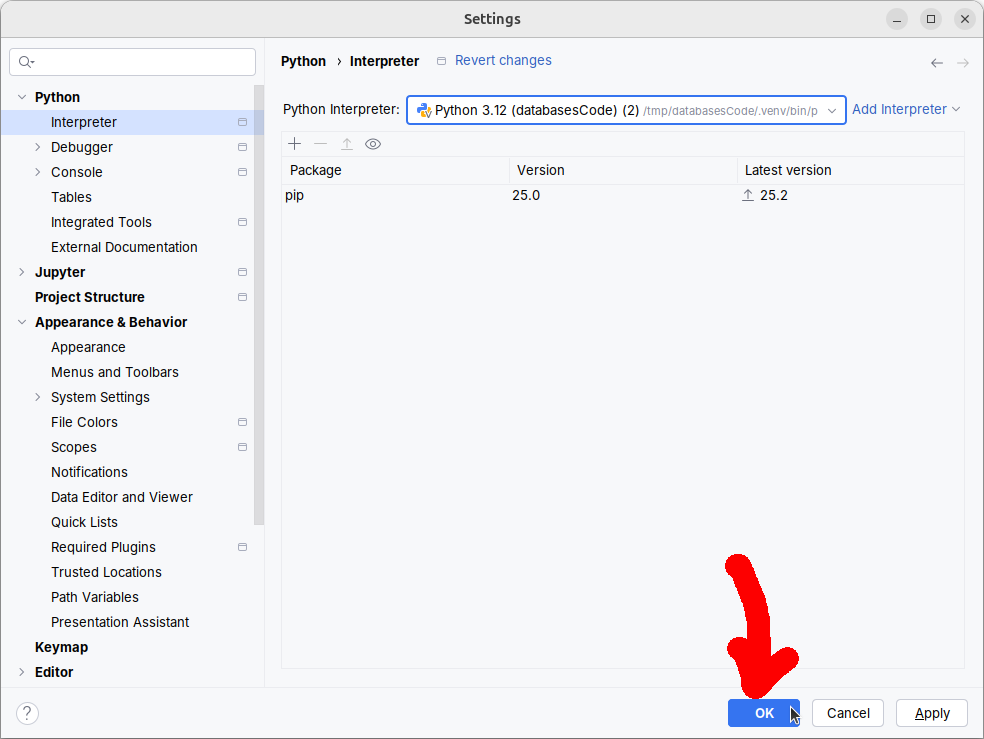 Settings
Python › Interpreter Revert changes
Python Interpreter: Python 3.12 (databasesCode) (2) /tmp/databasesCode/.venv/bin/p Add Interpreter
Package Version Latest version
pip 25.0 25.2
Python
Interpreter
Debugger
Console
Tables
Integrated Tools
External Documentation
Jupyter
Project Structure
Appearance & Behavior
Appearance
Menus and Toolbars
System Settings
File Colors
Scopes
Notifications
Data Editor and Viewer
Quick Lists
Required Plugins
Trusted Locations
Path Variables
Presentation Assistant
Keymap
Editor
? OK Cancel Apply